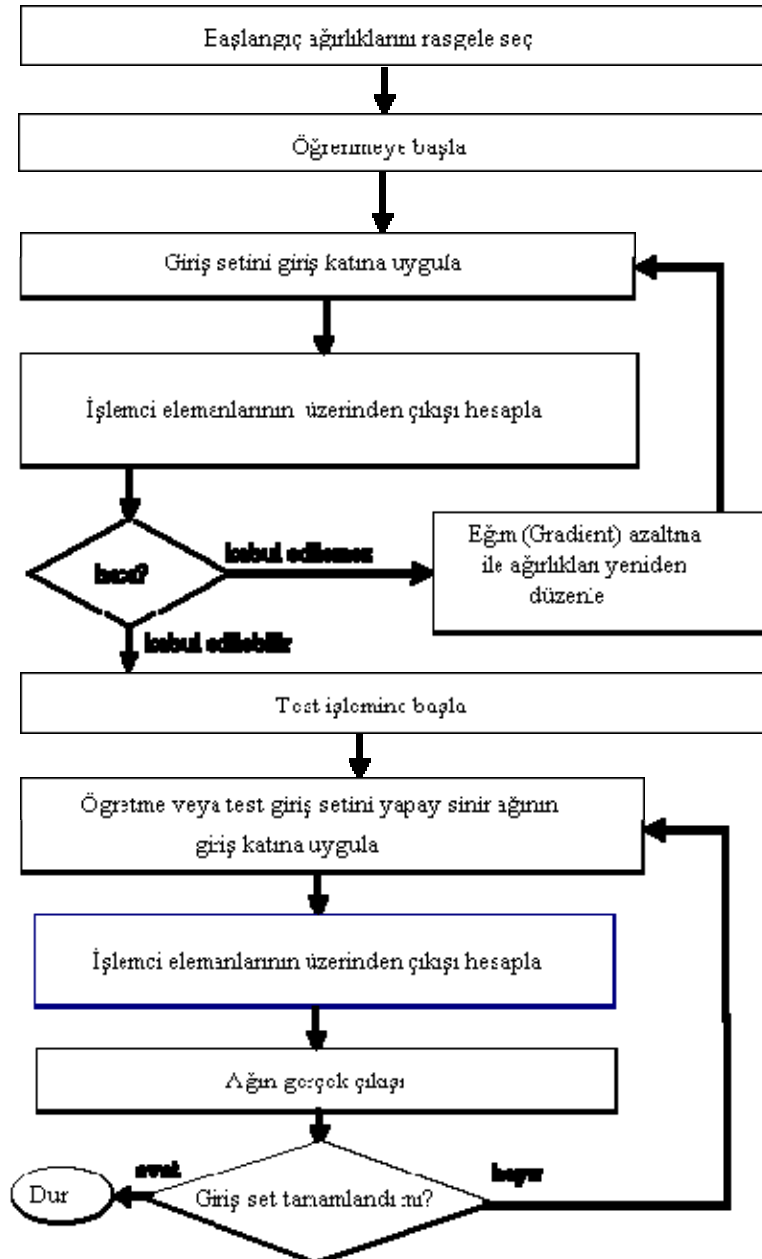 Eaşlangıç ağırlıklarını rasgele seç
Öğrenmeye başla
Giriş setini giriş katına uygula
İşlemci elemanlarının üzerinden çıkışı hesapla
hata?
kabul edilemez
Eğim (Gradient) azaltma
ile ağırlıkları yeniden
düzenle
kabul edilebilir
Test işlemine başla
Ögretme veya test giriş setini yapay sinir ağının
giriş katına uygula
İşlemci elemanlarının üzerinden çıkışı hesapla
Ağın gerçek çıkışı
evet
hayır
Dur
Giriş set tamamlandı mı?